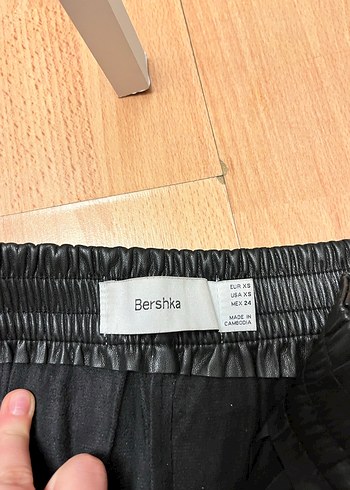 Bershka
EUR XS
USA XS
MEX 24
MADE IN
CAMBODIA